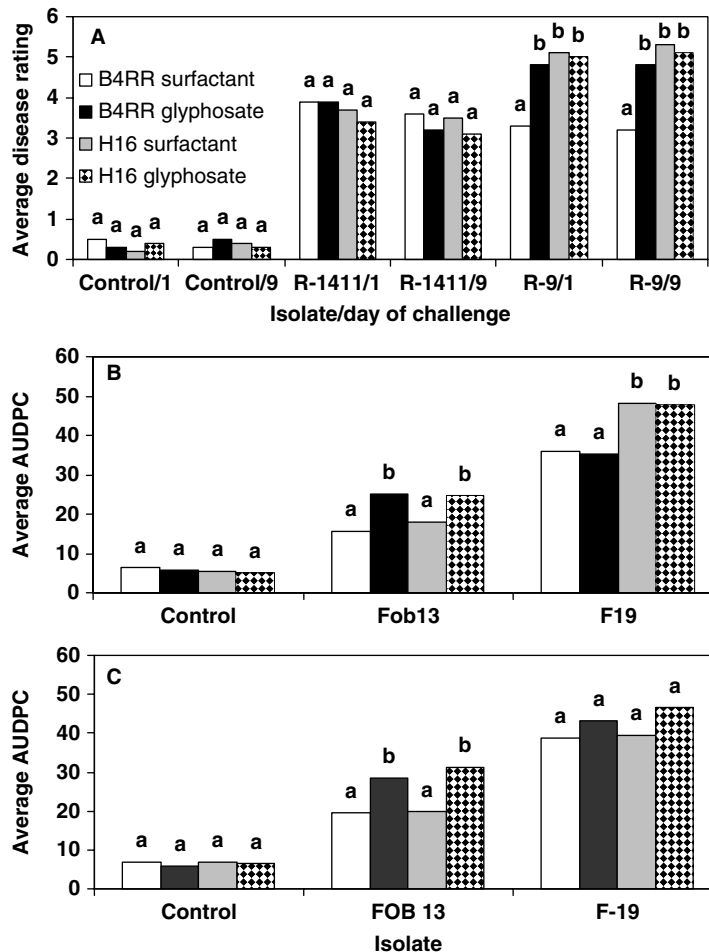 A
Average disease rating
6
5
4
3
2
1
0
B4RR surfactant
B4RR glyphosate
H16 surfactant
H16 glyphosate
a a a a
a a a a
a a a a
a a a a
a b b b
a b b b
Control/1 Control/9 R-1411/1 R-1411/9 R-9/1 R-9/9
Isolate/day of challenge
B
Average AUDPC
60
50
40
30
20
10
0
a a a a
a b a b
a a b b
Control Fob13 F19
C
Average AUDPC
60
50
40
30
20
10
0
a a a a
a b a b
a a a a
Control FOB 13 F-19
Isolate